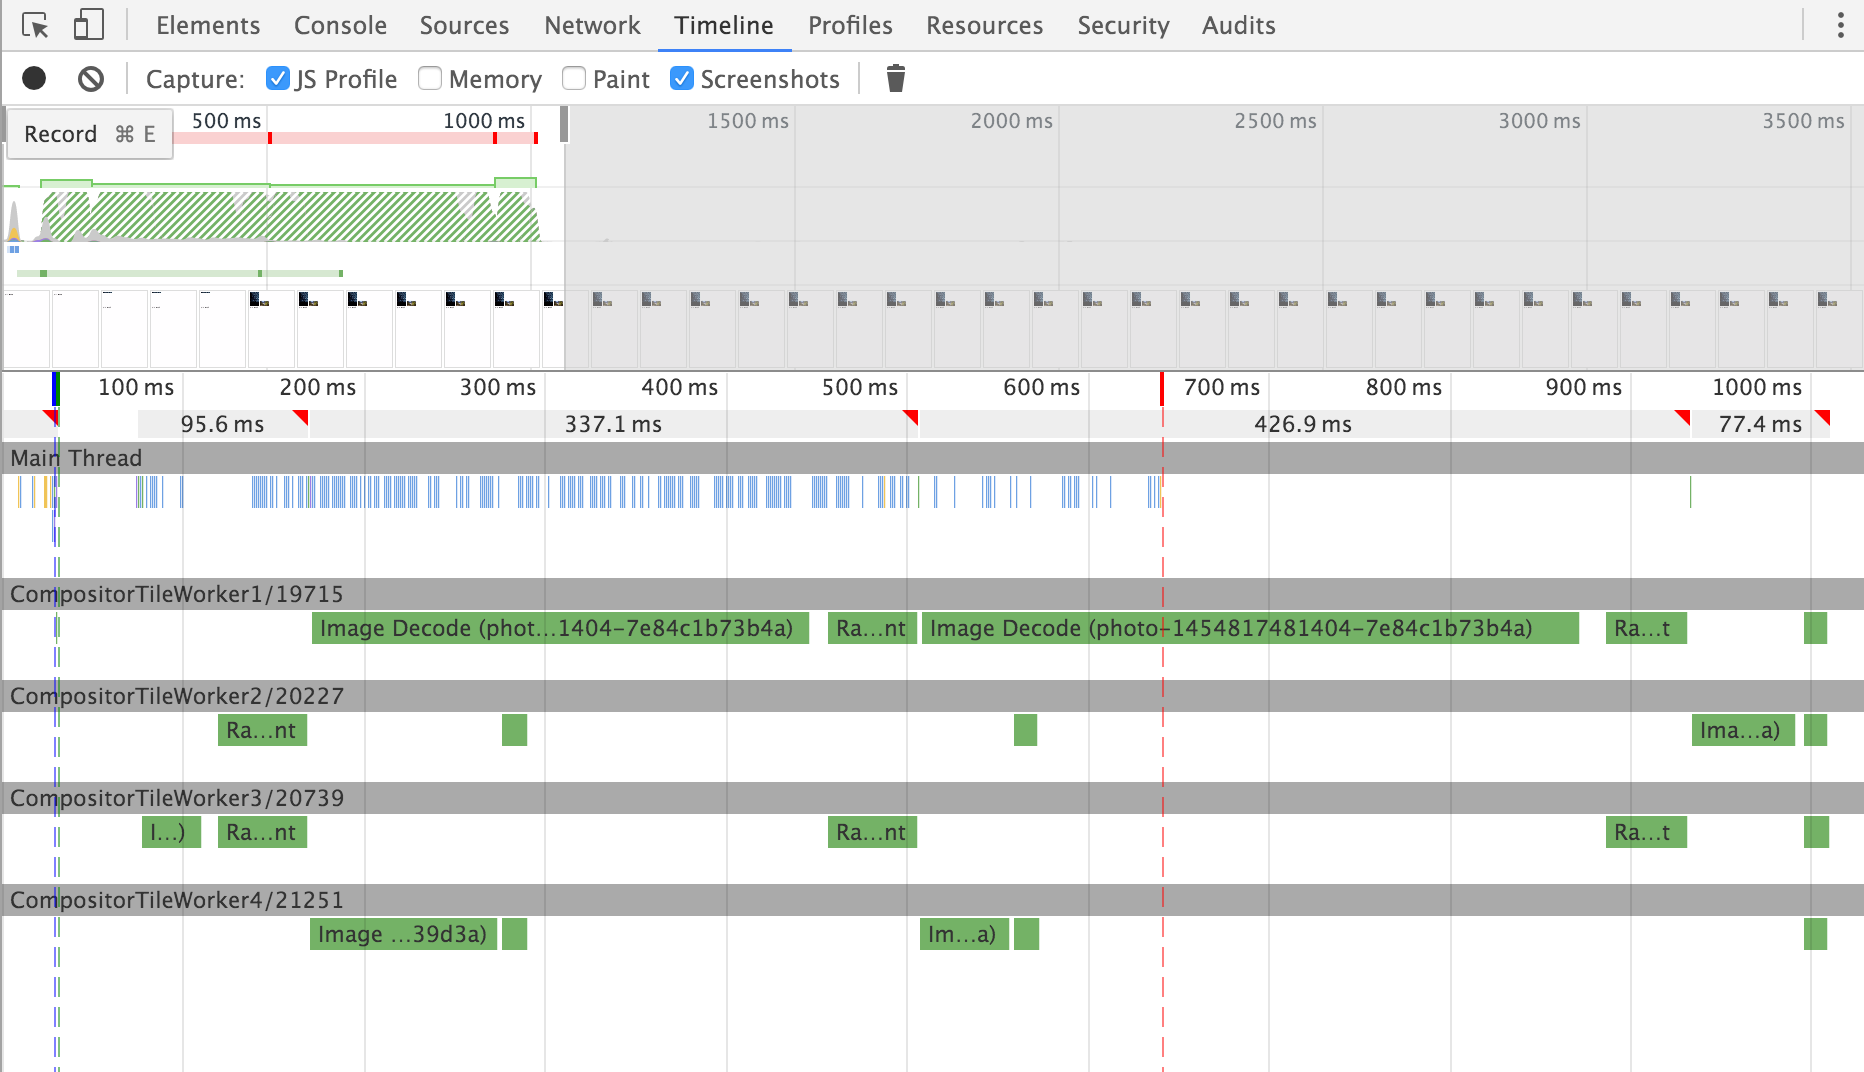 Elements Console Sources Network Timeline Profiles Resources Security Audits
Capture: JS Profile Memory Paint Screenshots
500 ms 1000 ms 1500 ms 2000 ms 2500 ms 3000 ms 3500 ms
Record ⌘ E
100 ms 200 ms 300 ms 400 ms 500 ms 600 ms 700 ms 800 ms 900 ms 1000 ms
95.6 ms 337.1 ms 426.9 ms 77.4 ms
Main Thread
CompositorTileWorker1/19715
Image Decode (phot…1404-7e84c1b73b4a) Ra…nt Image Decode (photo-1454817481404-7e84c1b73b4a) Ra…t
CompositorTileWorker2/20227
Ra…nt Ima…a)
CompositorTileWorker3/20739
I…) Ra…nt Ra…nt Ra…t
CompositorTileWorker4/21251
Image …39d3a) Im…a)